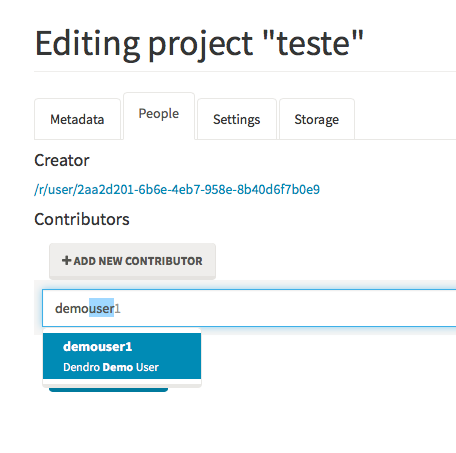 Editing project "teste"
Metadata
People
Settings
Storage
Creator
/r/user/2aa2d201-6b6e-4eb7-958e-8b40d6f7b0e9
Contributors
+ ADD NEW CONTRIBUTOR
demouser1
demouser1
Dendro Demo User